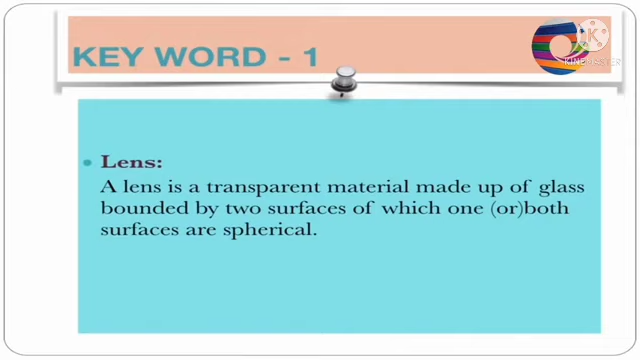 KEY WORD - 1
KINEMASTER
Lens:
A lens is a transparent material made up of glass
bounded by two surfaces of which one (or)both
surfaces are spherical.